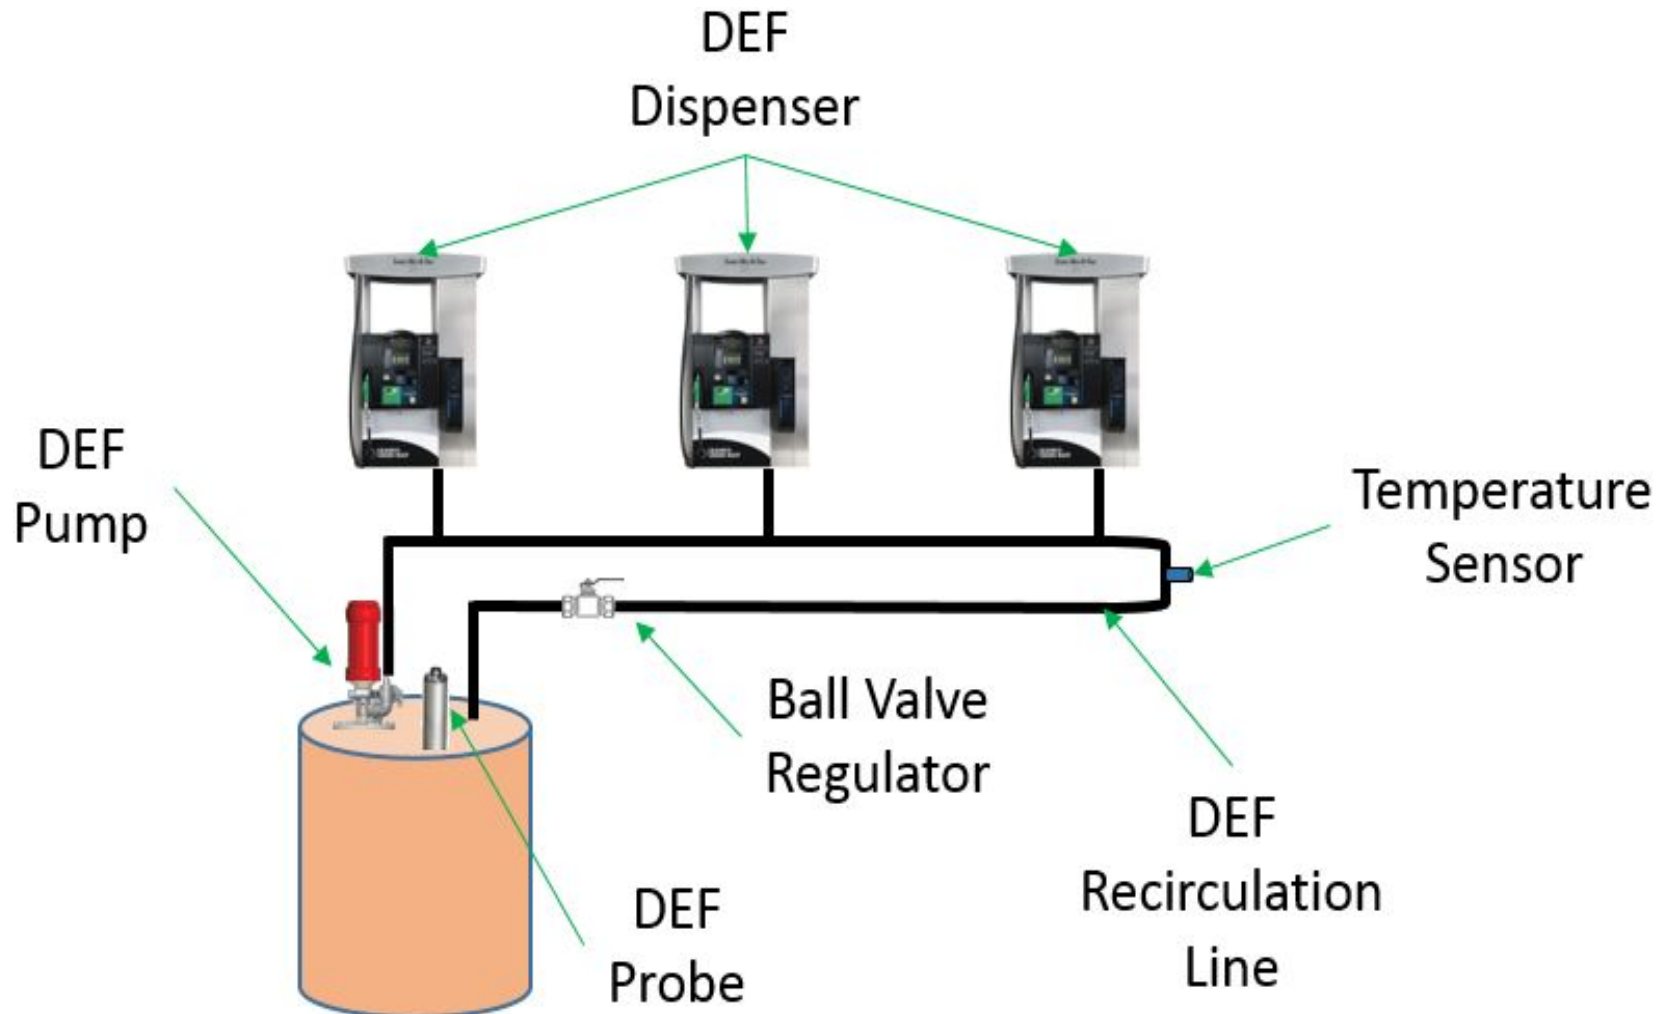 DEF
Dispenser
DEF
Pump
Temperature
Sensor
Ball Valve
Regulator
DEF
Recirculation
Line
DEF
Probe